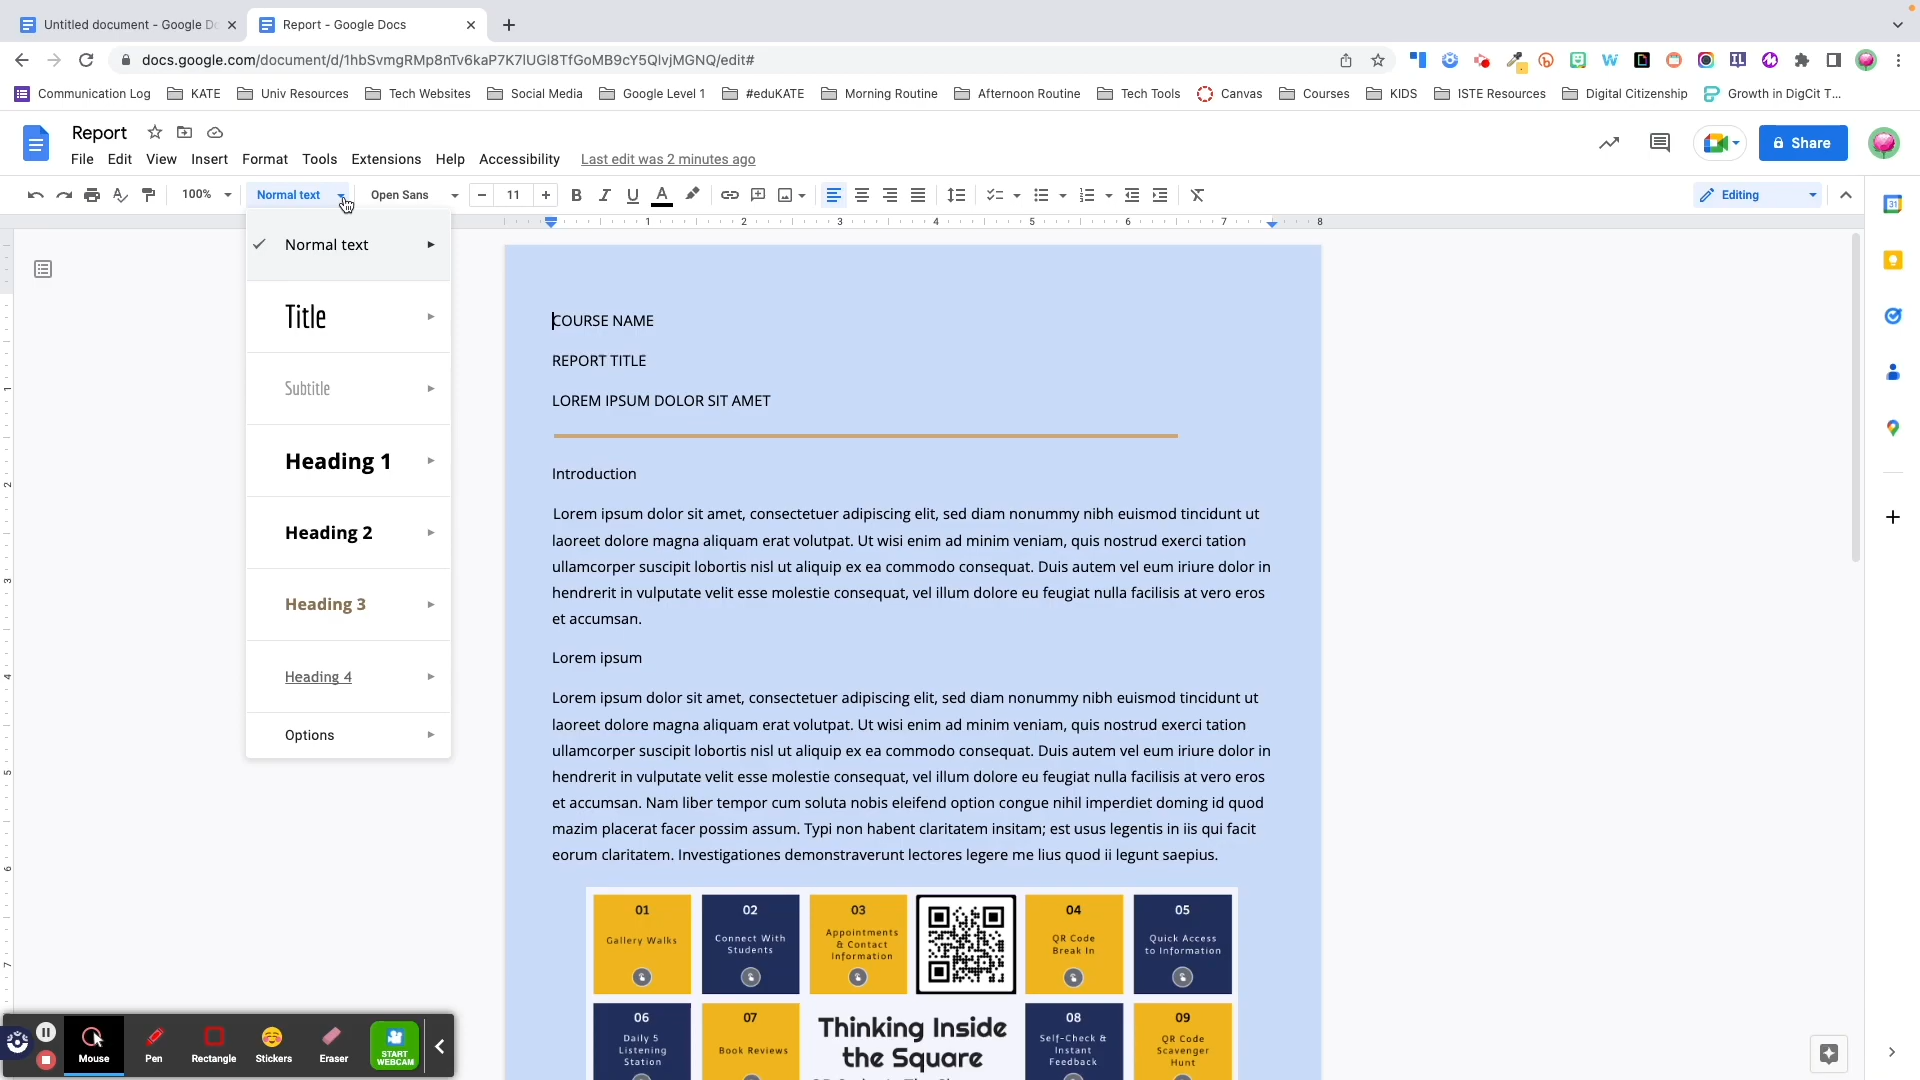 Untitled document - Google Do
Report - Google Docs
docs.google.com/document/d/1hbSvmgRMp8nTv6kaP7K7lUGl8TfGoMB9cY5QlvjMGNQ/edit#
Communication Log
KATE
Univ Resources
Tech Websites
Social Media
Google Level 1
#eduKATE
Morning Routine
Afternoon Routine
Tech Tools
Canvas
Courses
KIDS
ISTE Resources
Digital Citizenship
Growth in DigCit T...
Report
File Edit View Insert Format Tools Extensions Help Accessibility Last edit was 2 minutes ago
Share
100% Normal text Open Sans 11 Editing
1 2 3 4 5 6 7 8
Normal text
Title
Subtitle
Heading 1
Heading 2
Heading 3
Heading 4
Options
COURSE NAME
REPORT TITLE
LOREM IPSUM DOLOR SIT AMET
Introduction
Lorem ipsum dolor sit amet, consectetuer adipiscing elit, sed diam nonummy nibh euismod tincidunt ut
laoreet dolore magna aliquam erat volutpat. Ut wisi enim ad minim veniam, quis nostrud exerci tation
ullamcorper suscipit lobortis nisl ut aliquip ex ea commodo consequat. Duis autem vel eum iriure dolor in
hendrerit in vulputate velit esse molestie consequat, vel illum dolore eu feugiat nulla facilisis at vero eros
et accumsan.
Lorem ipsum
Lorem ipsum dolor sit amet, consectetuer adipiscing elit, sed diam nonummy nibh euismod tincidunt ut
laoreet dolore magna aliquam erat volutpat. Ut wisi enim ad minim veniam, quis nostrud exerci tation
ullamcorper suscipit lobortis nisl ut aliquip ex ea commodo consequat. Duis autem vel eum iriure dolor in
hendrerit in vulputate velit esse molestie consequat, vel illum dolore eu feugiat nulla facilisis at vero eros
et accumsan. Nam liber tempor cum soluta nobis eleifend option congue nihil imperdiet doming id quod
mazim placerat facer possim assum. Typi non habent claritatem insitam; est usus legentis in iis qui facit
eorum claritatem. Investigationes demonstraverunt lectores legere me lius quod ii legunt saepius.
01
Gallery Walks
02
Connect With
Students
03
Appointments
& Contact
Information
04
QR Code
Break In
05
Quick Access
to Information
06
Daily 5
Listening
Station
07
Book Reviews
Thinking Inside
the Square
08
Self-Check &
Instant
Feedback
09
QR Code
Scavenger
Hunt
1
2
3
4
5
6
7
31
Mouse
Pen
Rectangle
Stickers
Eraser
START
WEBCAM